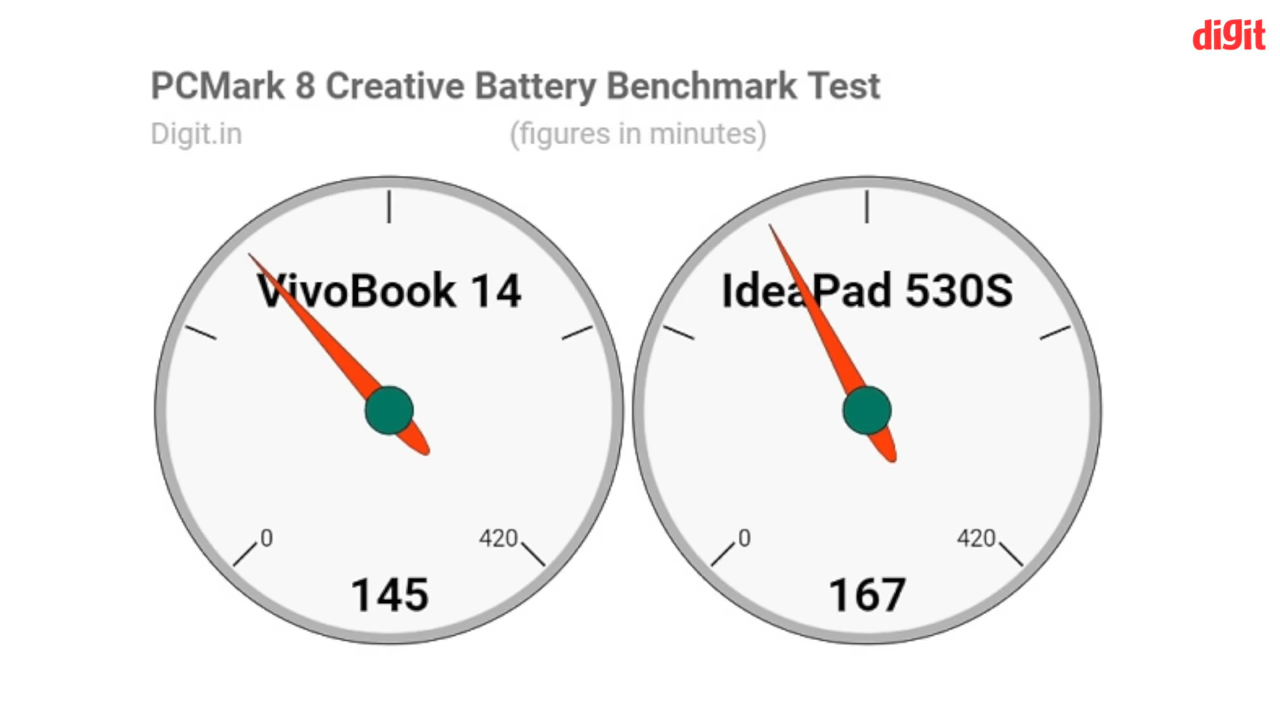 digit
PCMark 8 Creative Battery Benchmark Test
Digit.in (figures in minutes)
VivoBook 14
0 420
145
IdeaPad 530S
0 420
167